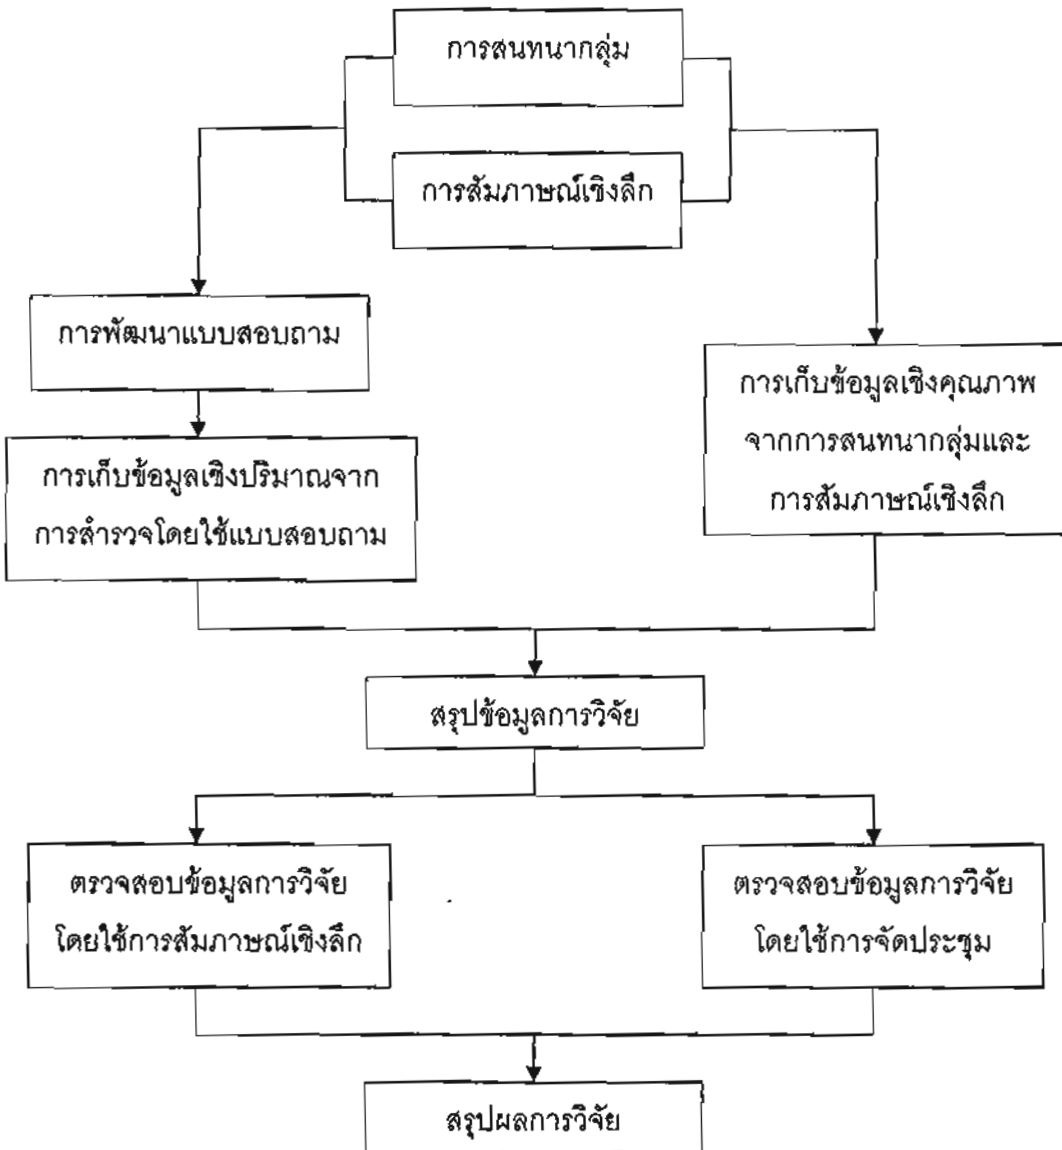 การสนทนากลุ่ม
การสัมภาษณ์เชิงลึก
การพัฒนาแบบสอบถาม
การเก็บข้อมูลเชิงปริมาณจาก
การสำรวจโดยใช้แบบสอบถาม
การเก็บข้อมูลเชิงคุณภาพ
จากการสนทนากลุ่มและ
การสัมภาษณ์เชิงลึก
สรุปข้อมูลการวิจัย
ตรวจสอบข้อมูลการวิจัย
โดยใช้การสัมภาษณ์เชิงลึก
ตรวจสอบข้อมูลการวิจัย
โดยใช้การจัดประชุม
สรุปผลการวิจัย